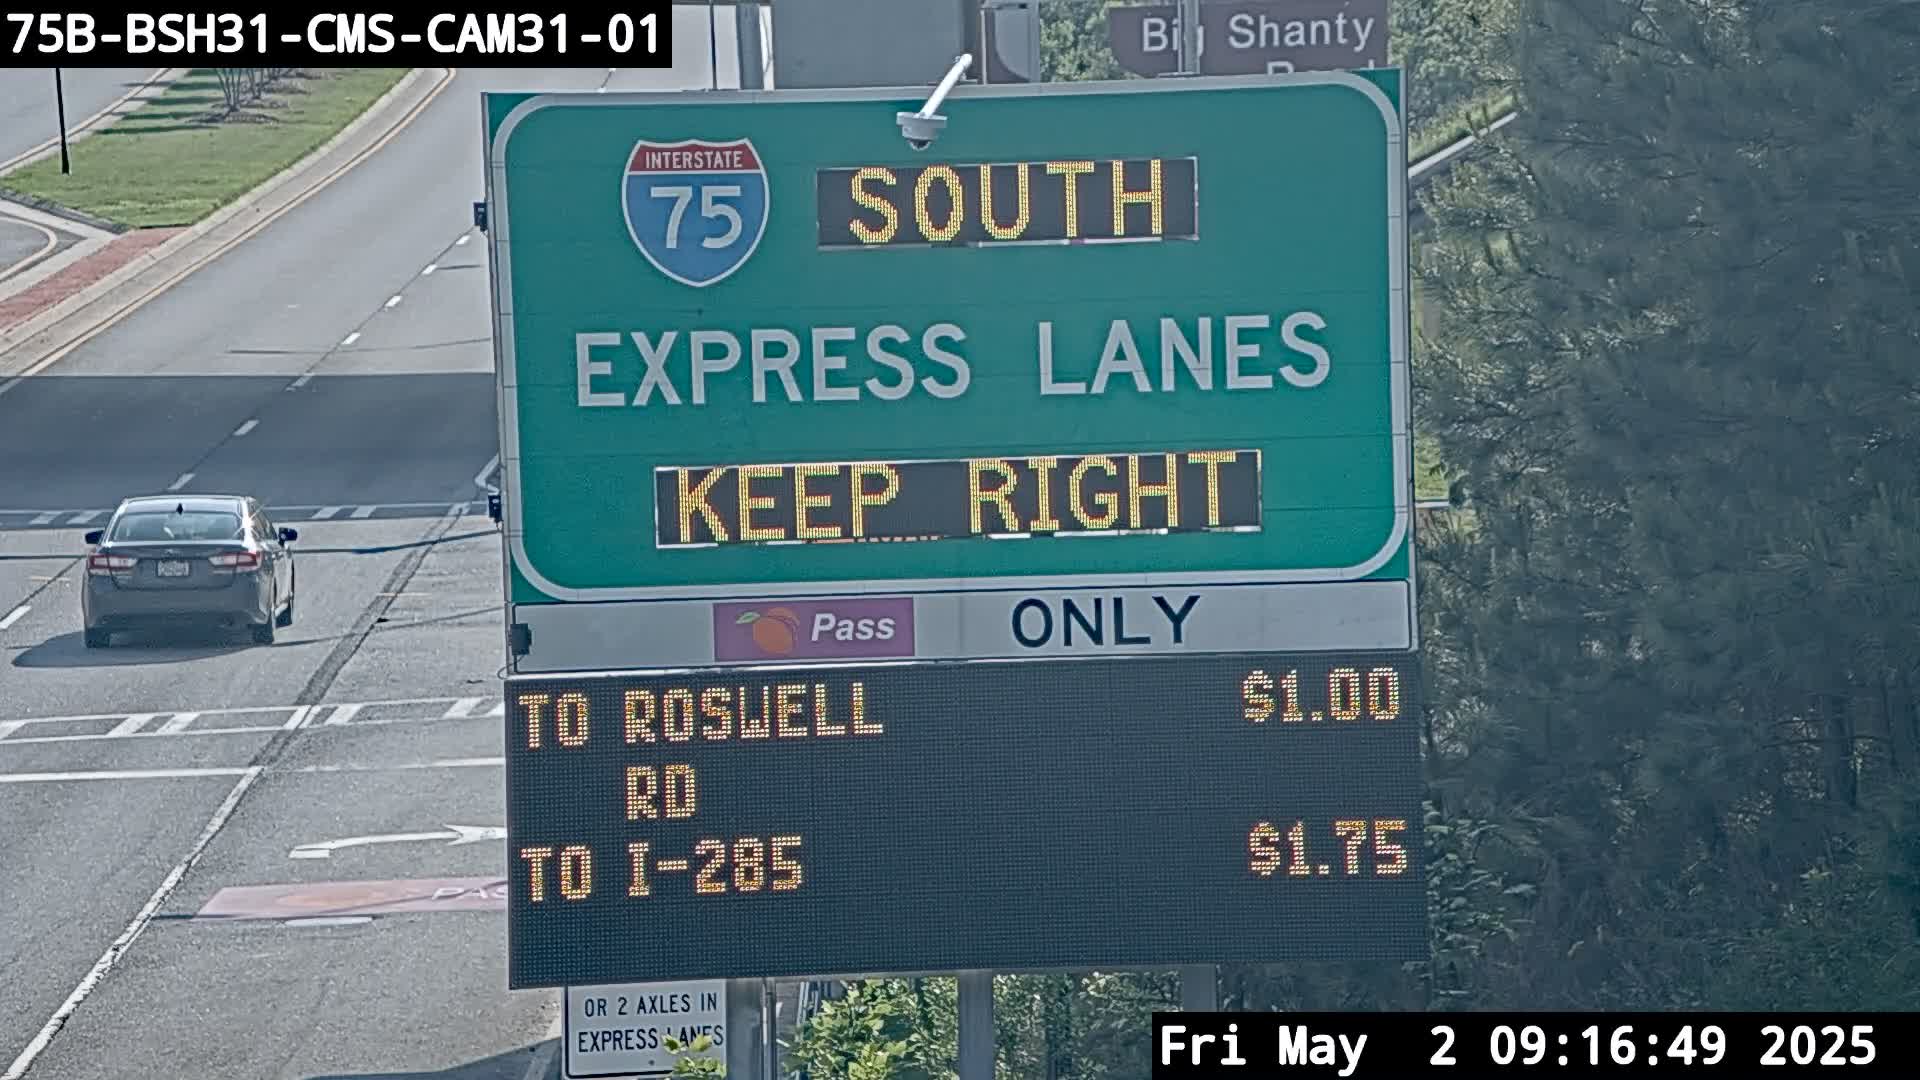 75B-BSH31-CMS-CAM31-01
Big Shanty
INTERSTATE
75
SOUTH
EXPRESS LANES
KEEP RIGHT
Pass
ONLY
TO ROSWELL $1.00
RD
TO I-285 $1.75
OR 2 AXLES IN
EXPRESS LANES
Fri May 2 09:16:49 2025